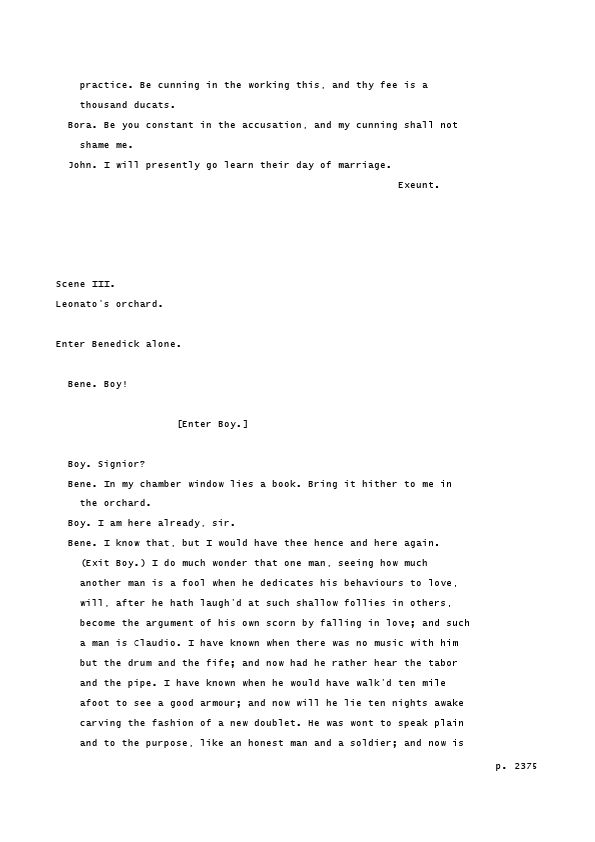 practice. Be cunning in the working this, and thy fee is a
thousand ducats.
Bora. Be you constant in the accusation, and my cunning shall not
shame me.
John. I will presently go learn their day of marriage.
Exeunt.
Scene III.
Leonato's orchard.
Enter Benedick alone.
Bene. Boy!
[Enter Boy.]
Boy. Signior?
Bene. In my chamber window lies a book. Bring it hither to me in
the orchard.
Boy. I am here already, sir.
Bene. I know that, but I would have thee hence and here again.
(Exit Boy.) I do much wonder that one man, seeing how much
another man is a fool when he dedicates his behaviours to love,
will, after he hath laugh'd at such shallow follies in others,
become the argument of his own scorn by falling in love; and such
a man is Claudio. I have known when there was no music with him
but the drum and the fife; and now had he rather hear the tabor
and the pipe. I have known when he would have walk'd ten mile
afoot to see a good armour; and now will he lie ten nights awake
carving the fashion of a new doublet. He was wont to speak plain
and to the purpose, like an honest man and a soldier; and now is
p. 2375